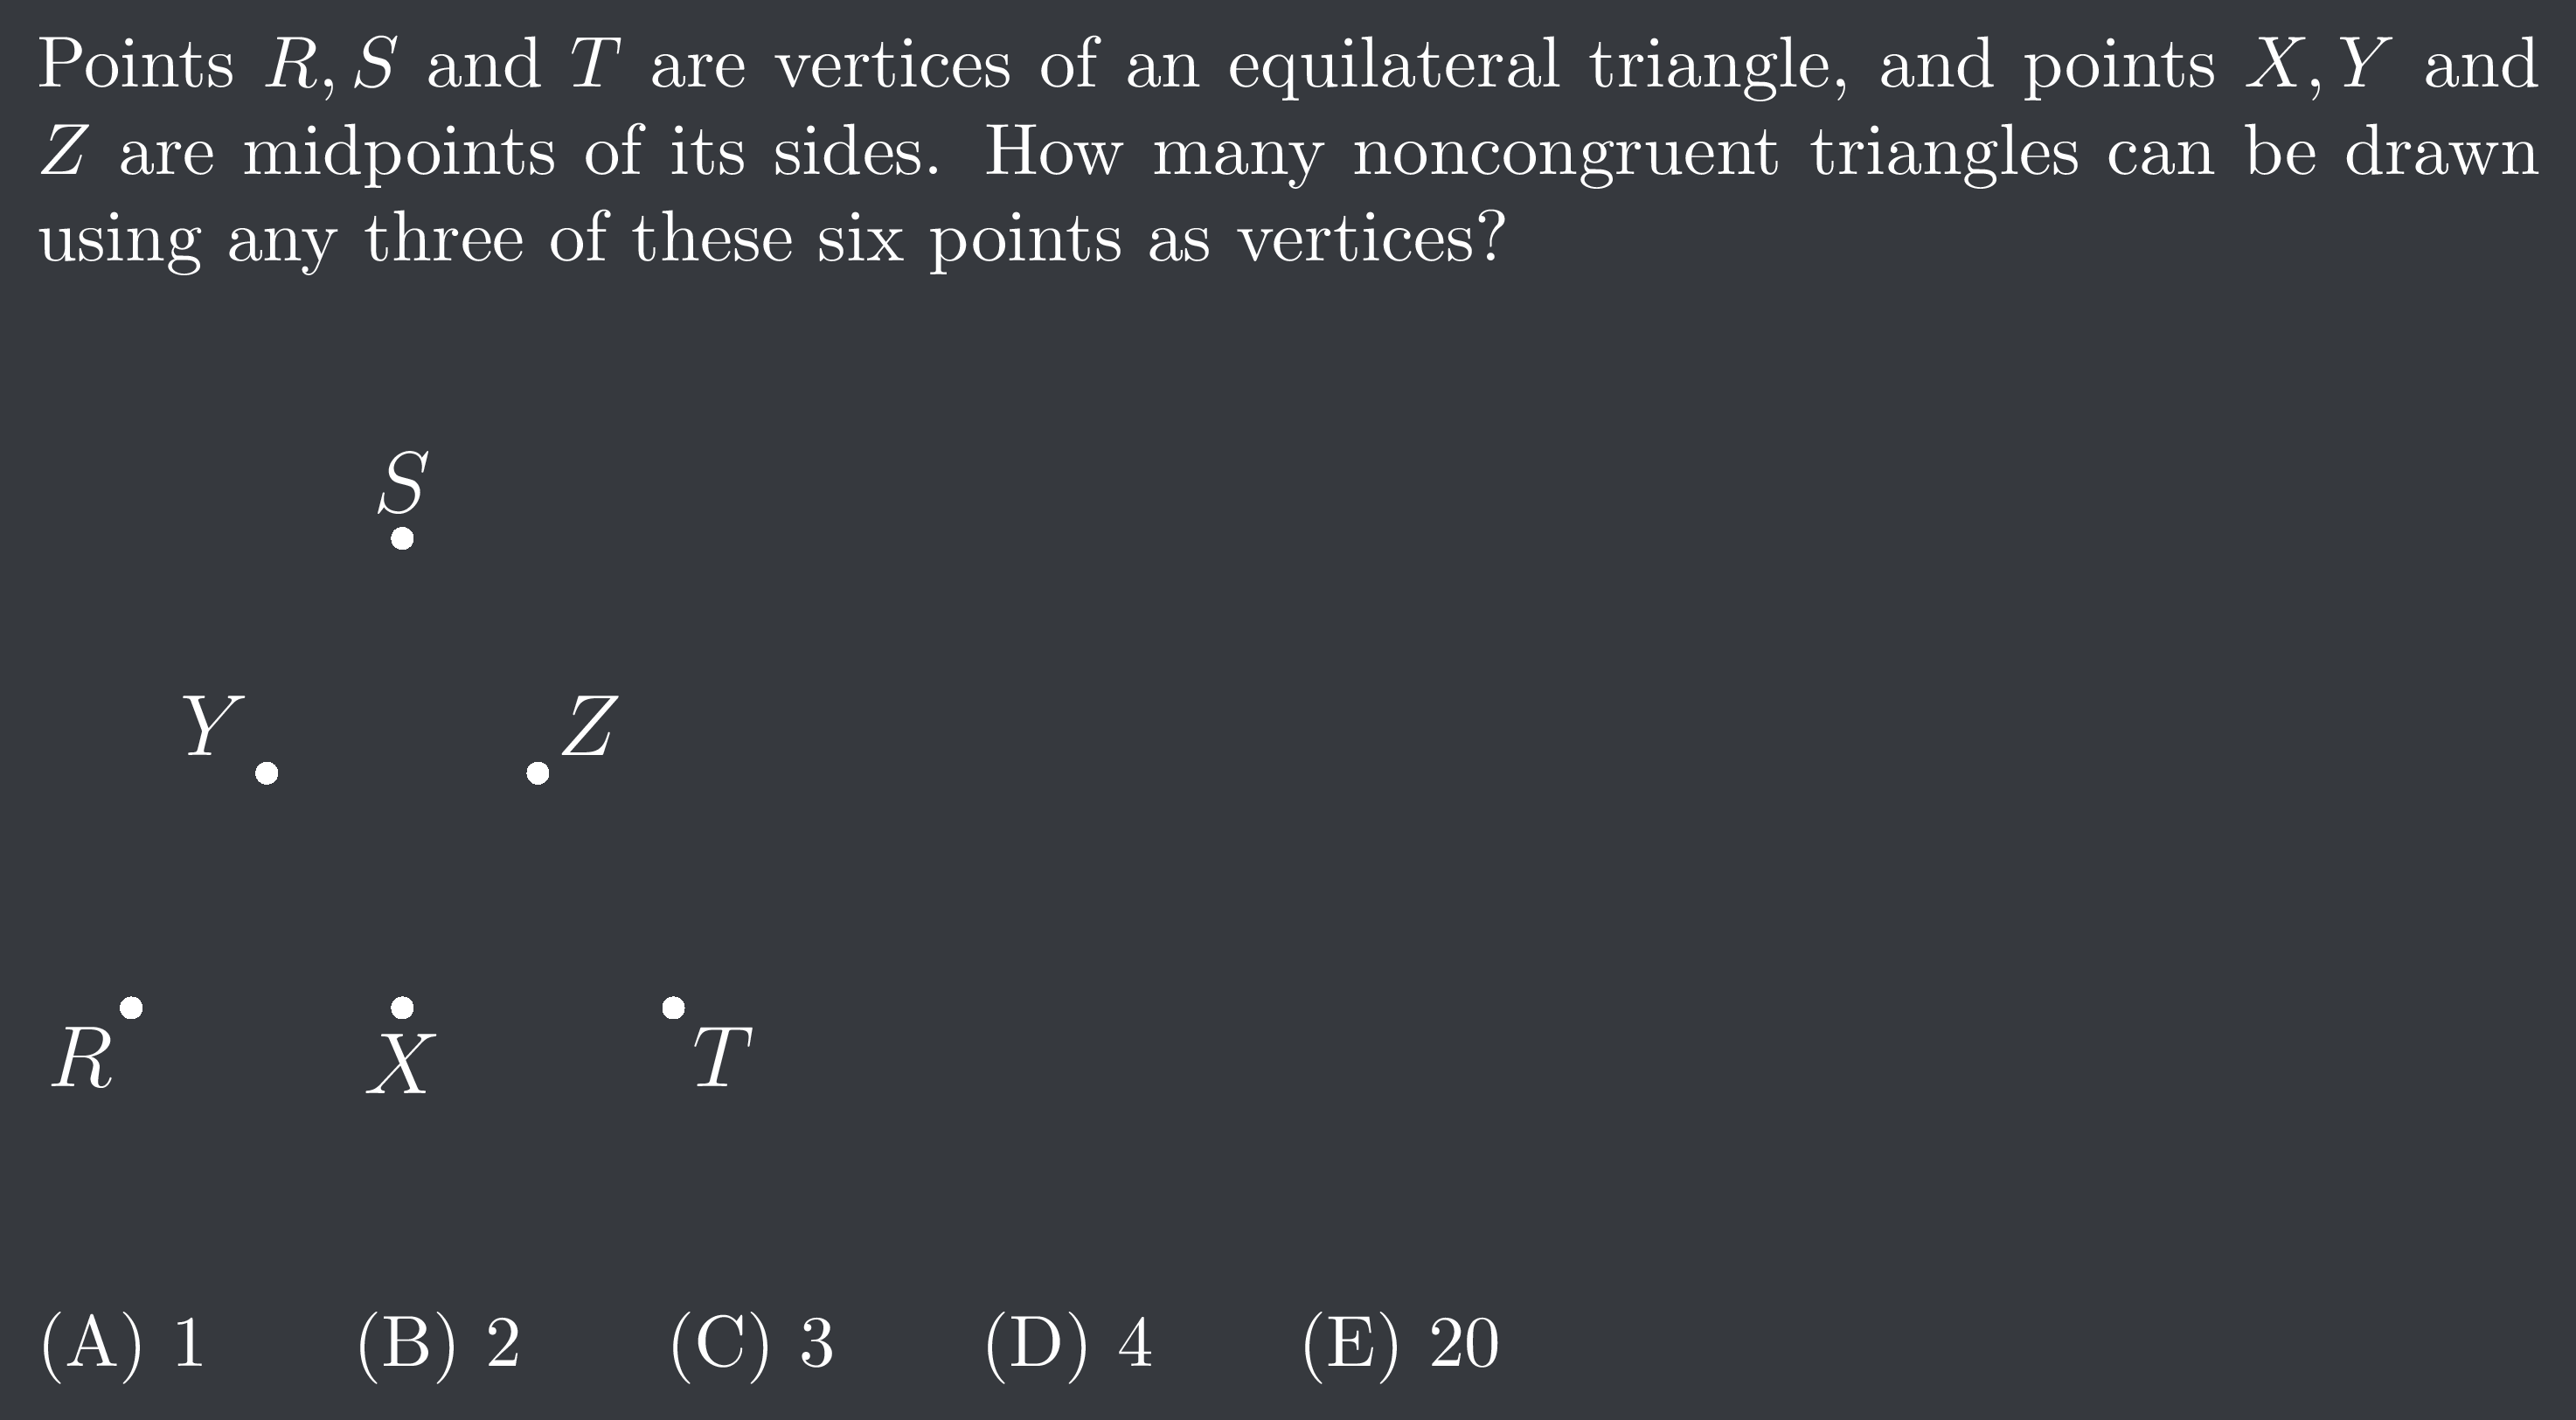 Points R, S and T are vertices of an equilateral triangle, and points X, Y and
Z are midpoints of its sides. How many noncongruent triangles can be drawn
using any three of these six points as vertices?
S
Y Z
R X T
(A) 1 (B) 2 (C) 3 (D) 4 (E) 20